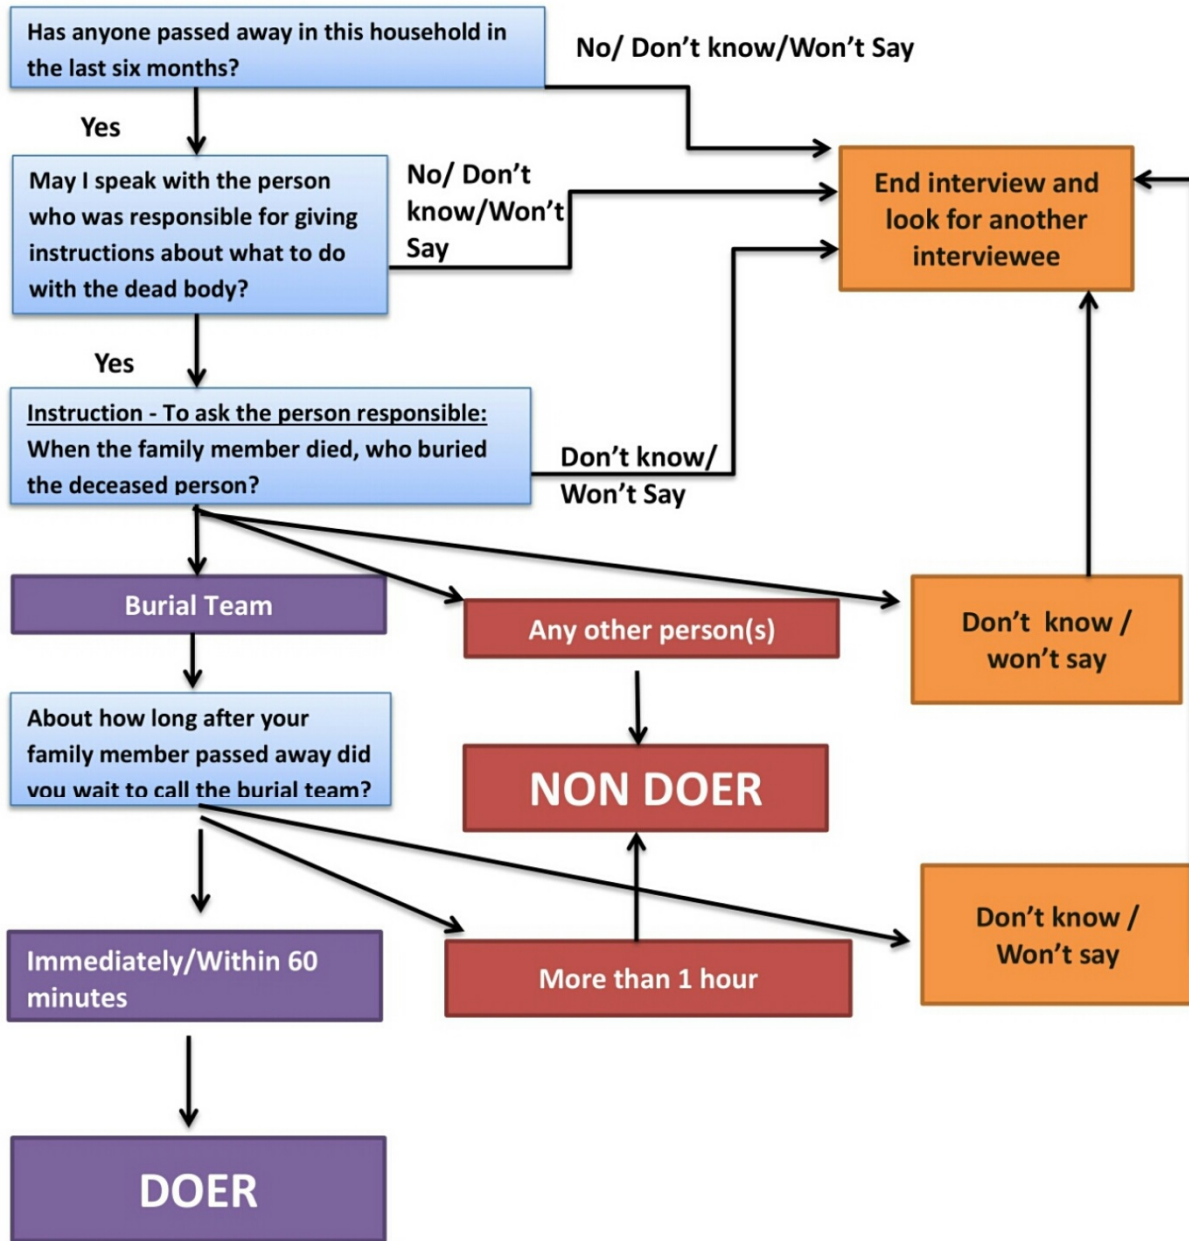 Has anyone passed away in this household in
the last six months?
No/ Don't know/Won't Say
Yes
May I speak with the person
who was responsible for giving
instructions about what to do
with the dead body?
No/ Don't
know/Won't
Say
End interview and
look for another
interviewee
Yes
Instruction - To ask the person responsible:
When the family member died, who buried
the deceased person?
Don't know/
Won't Say
Burial Team
Any other person(s)
Don't know /
won't say
About how long after your
family member passed away did
you wait to call the burial team?
NON DOER
Immediately/Within 60
minutes
More than 1 hour
Don't know /
Won't say
DOER